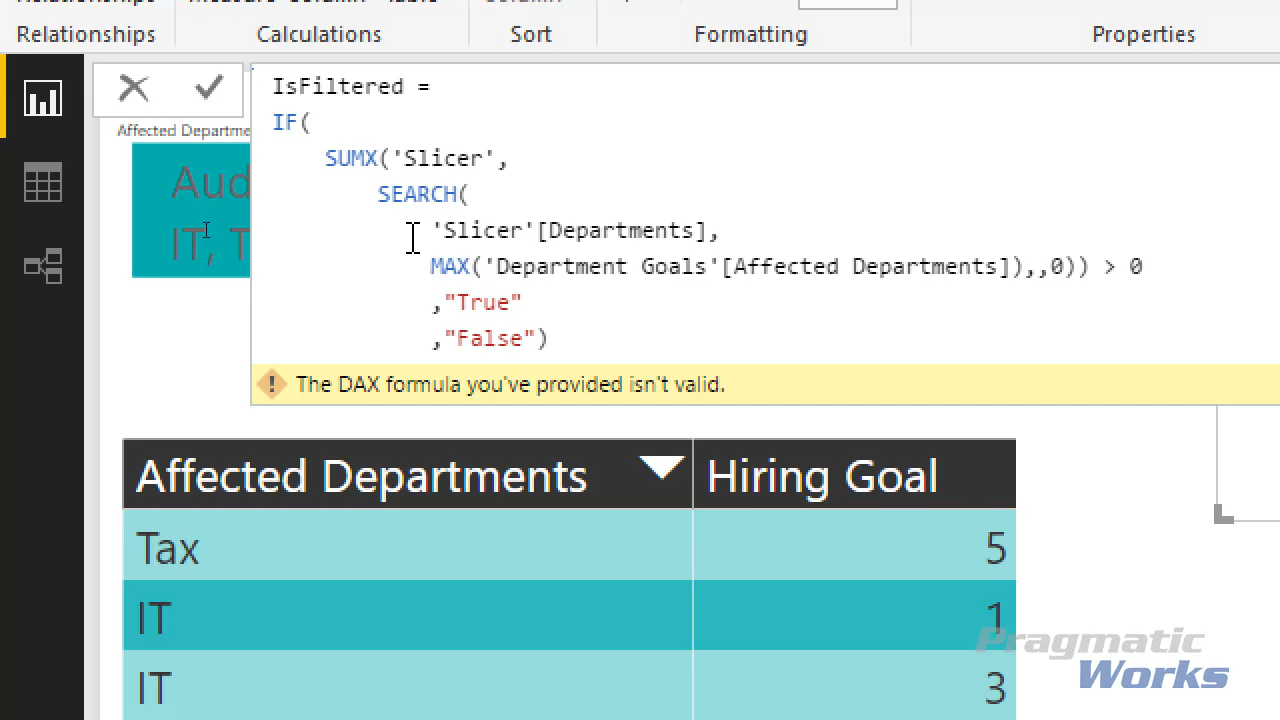 Relationships
Calculations
Sort
Formatting
Properties
IsFiltered =
IF(
SUMX('Slicer',
SEARCH(
'Slicer'[Departments],
MAX('Department Goals'[Affected Departments]),,0)) > 0
,"True"
,"False")
! The DAX formula you've provided isn't valid.
Affected Departme
Aud
IT, T
Affected Departments Hiring Goal
Tax 5
IT 1
IT 3
Pragmatic
Works